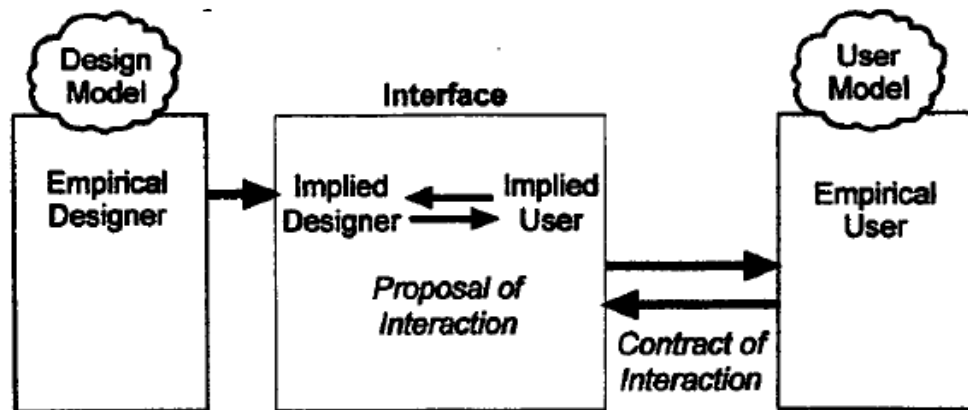 Design
Model
Empirical
Designer
Interface
Implied
Designer
Implied
User
Proposal of
Interaction
Contract of
Interaction
User
Model
Empirical
User